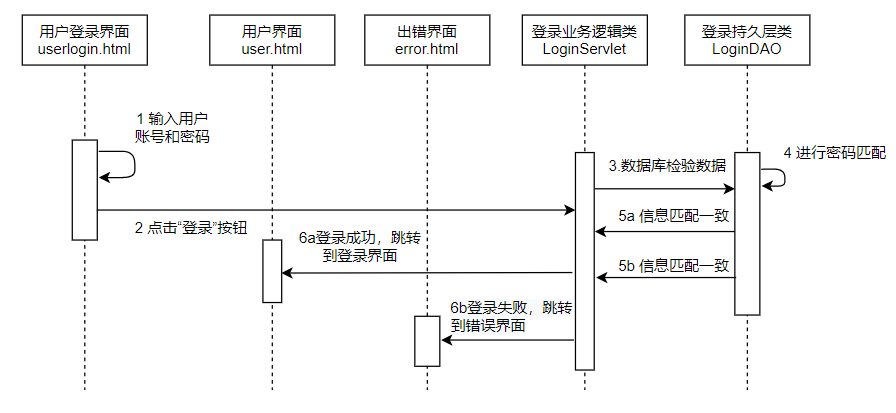 用户登录界面
userlogin.html
用户界面
user.html
出错界面
error.html
登录业务逻辑类
LoginServlet
登录持久层类
LoginDAO
1 输入用户
账号和密码
4 进行密码匹配
3.数据库检验数据
2 点击“登录”按钮
5a 信息匹配一致
6a登录成功，跳转
到登录界面
5b 信息匹配一致
6b登录失败，跳转
到错误界面